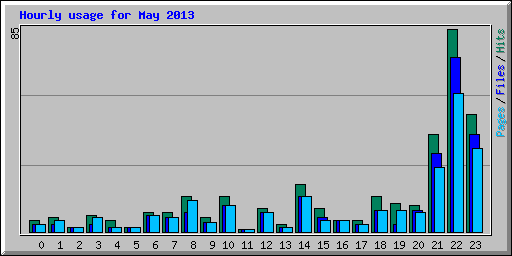 Hourly usage for May 2013
85
Pages / Files / Hits
0 1 2 3 4 5 6 7 8 9 10 11 12 13 14 15 16 17 18 19 20 21 22 23